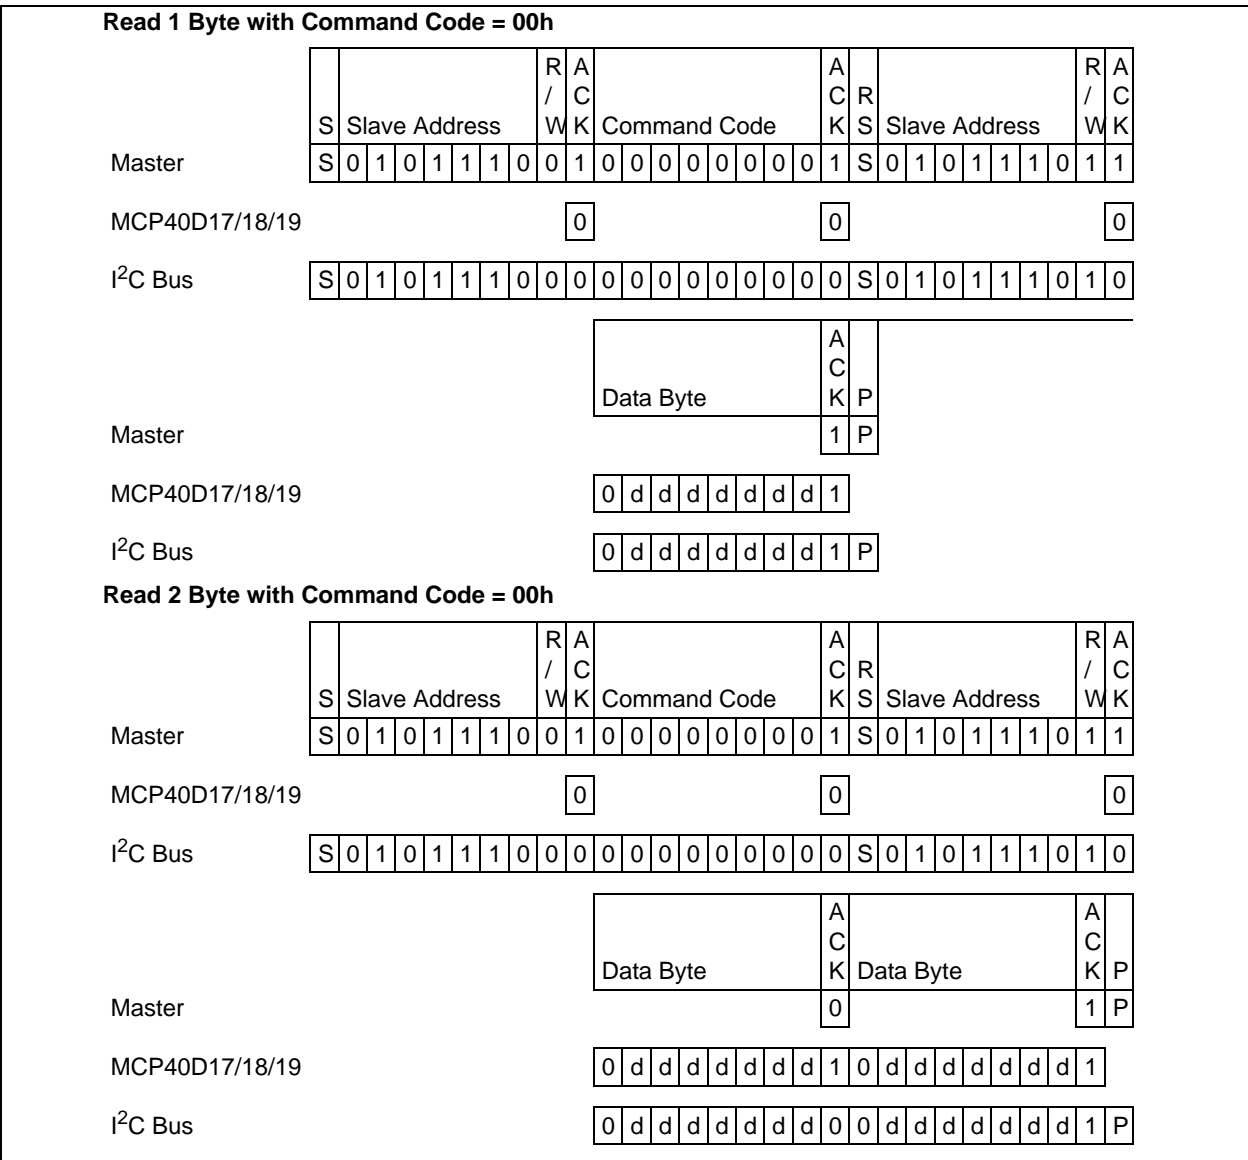 Read 1 Byte with Command Code = 00h
R A A R A
/ C C R / C
S Slave Address W K Command Code K S Slave Address W K
Master S 0 1 0 1 1 1 0 0 1 0 0 0 0 0 0 0 0 1 S 0 1 0 1 1 1 0 1 1
MCP40D17/18/19 0 0 0
I2C Bus S 0 1 0 1 1 1 0 0 0 0 0 0 0 0 0 0 0 0 S 0 1 0 1 1 1 0 1 0
A
C
Data Byte K P
Master 1 P
MCP40D17/18/19 0 d d d d d d d 1
I2C Bus 0 d d d d d d d 1 P
Read 2 Byte with Command Code = 00h
R A A R A
/ C C R / C
S Slave Address W K Command Code K S Slave Address W K
Master S 0 1 0 1 1 1 0 0 1 0 0 0 0 0 0 0 0 1 S 0 1 0 1 1 1 0 1 1
MCP40D17/18/19 0 0 0
I2C Bus S 0 1 0 1 1 1 0 0 0 0 0 0 0 0 0 0 0 0 S 0 1 0 1 1 1 0 1 0
A A
C C
Data Byte K Data Byte K P
Master 0 1 P
MCP40D17/18/19 0 d d d d d d d 1 0 d d d d d d d 1
I2C Bus 0 d d d d d d d 0 0 d d d d d d d 1 P